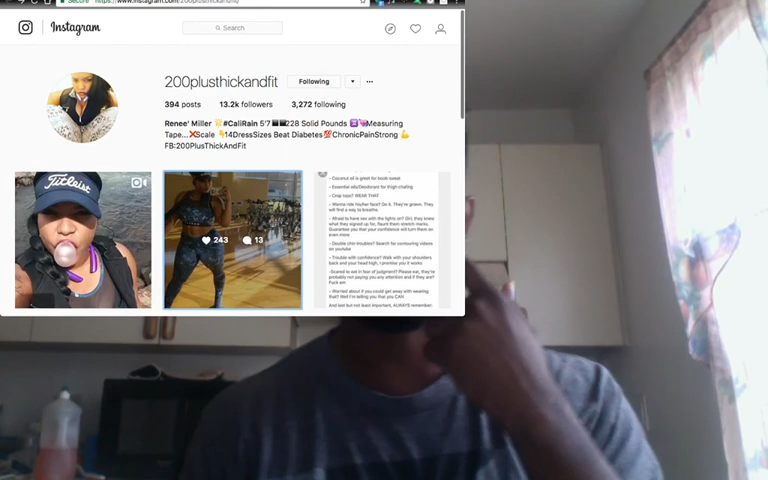 Secure https://www.instagram.com/200plusthickandfit/
Instagram
Search
200plusthickandfit Following
394 posts 13.2k followers 3,272 following
Renee' Miller #CaliRain 5'7 228 Solid Pounds Measuring
Tape...❌Scale 👇14DressSizes Beat Diabetes💯ChronicPainStrong 💪
FB:200PlusThickAndFit
Titleist
243 13
- Coconut oil is great for boob sweat
- Essential oils/Deodorant for thigh chafing
- Crop tops? WEAR THAT
- Wanna ride his/her face? Do it. They're grown. They
will find a way to breathe.
- Afraid to have sex with the lights on? Girl, they knew
what they signed up for, flaunt them stretch marks.
Guarantee you that confidence will turn them on
even more
- Double chin troubles? Search for contouring videos
on youtube
- Trouble with confidence? Walk with your shoulders
back and your head high, I promise you it works
-Scared to eat in fear of judgment? Please eat, they're
probably not paying you any attention and if they are?
Fuck em
- Worried about if you could get away with wearing
that? Well I'm telling you that you CAN
And last but not least important, ALWAYS remember: